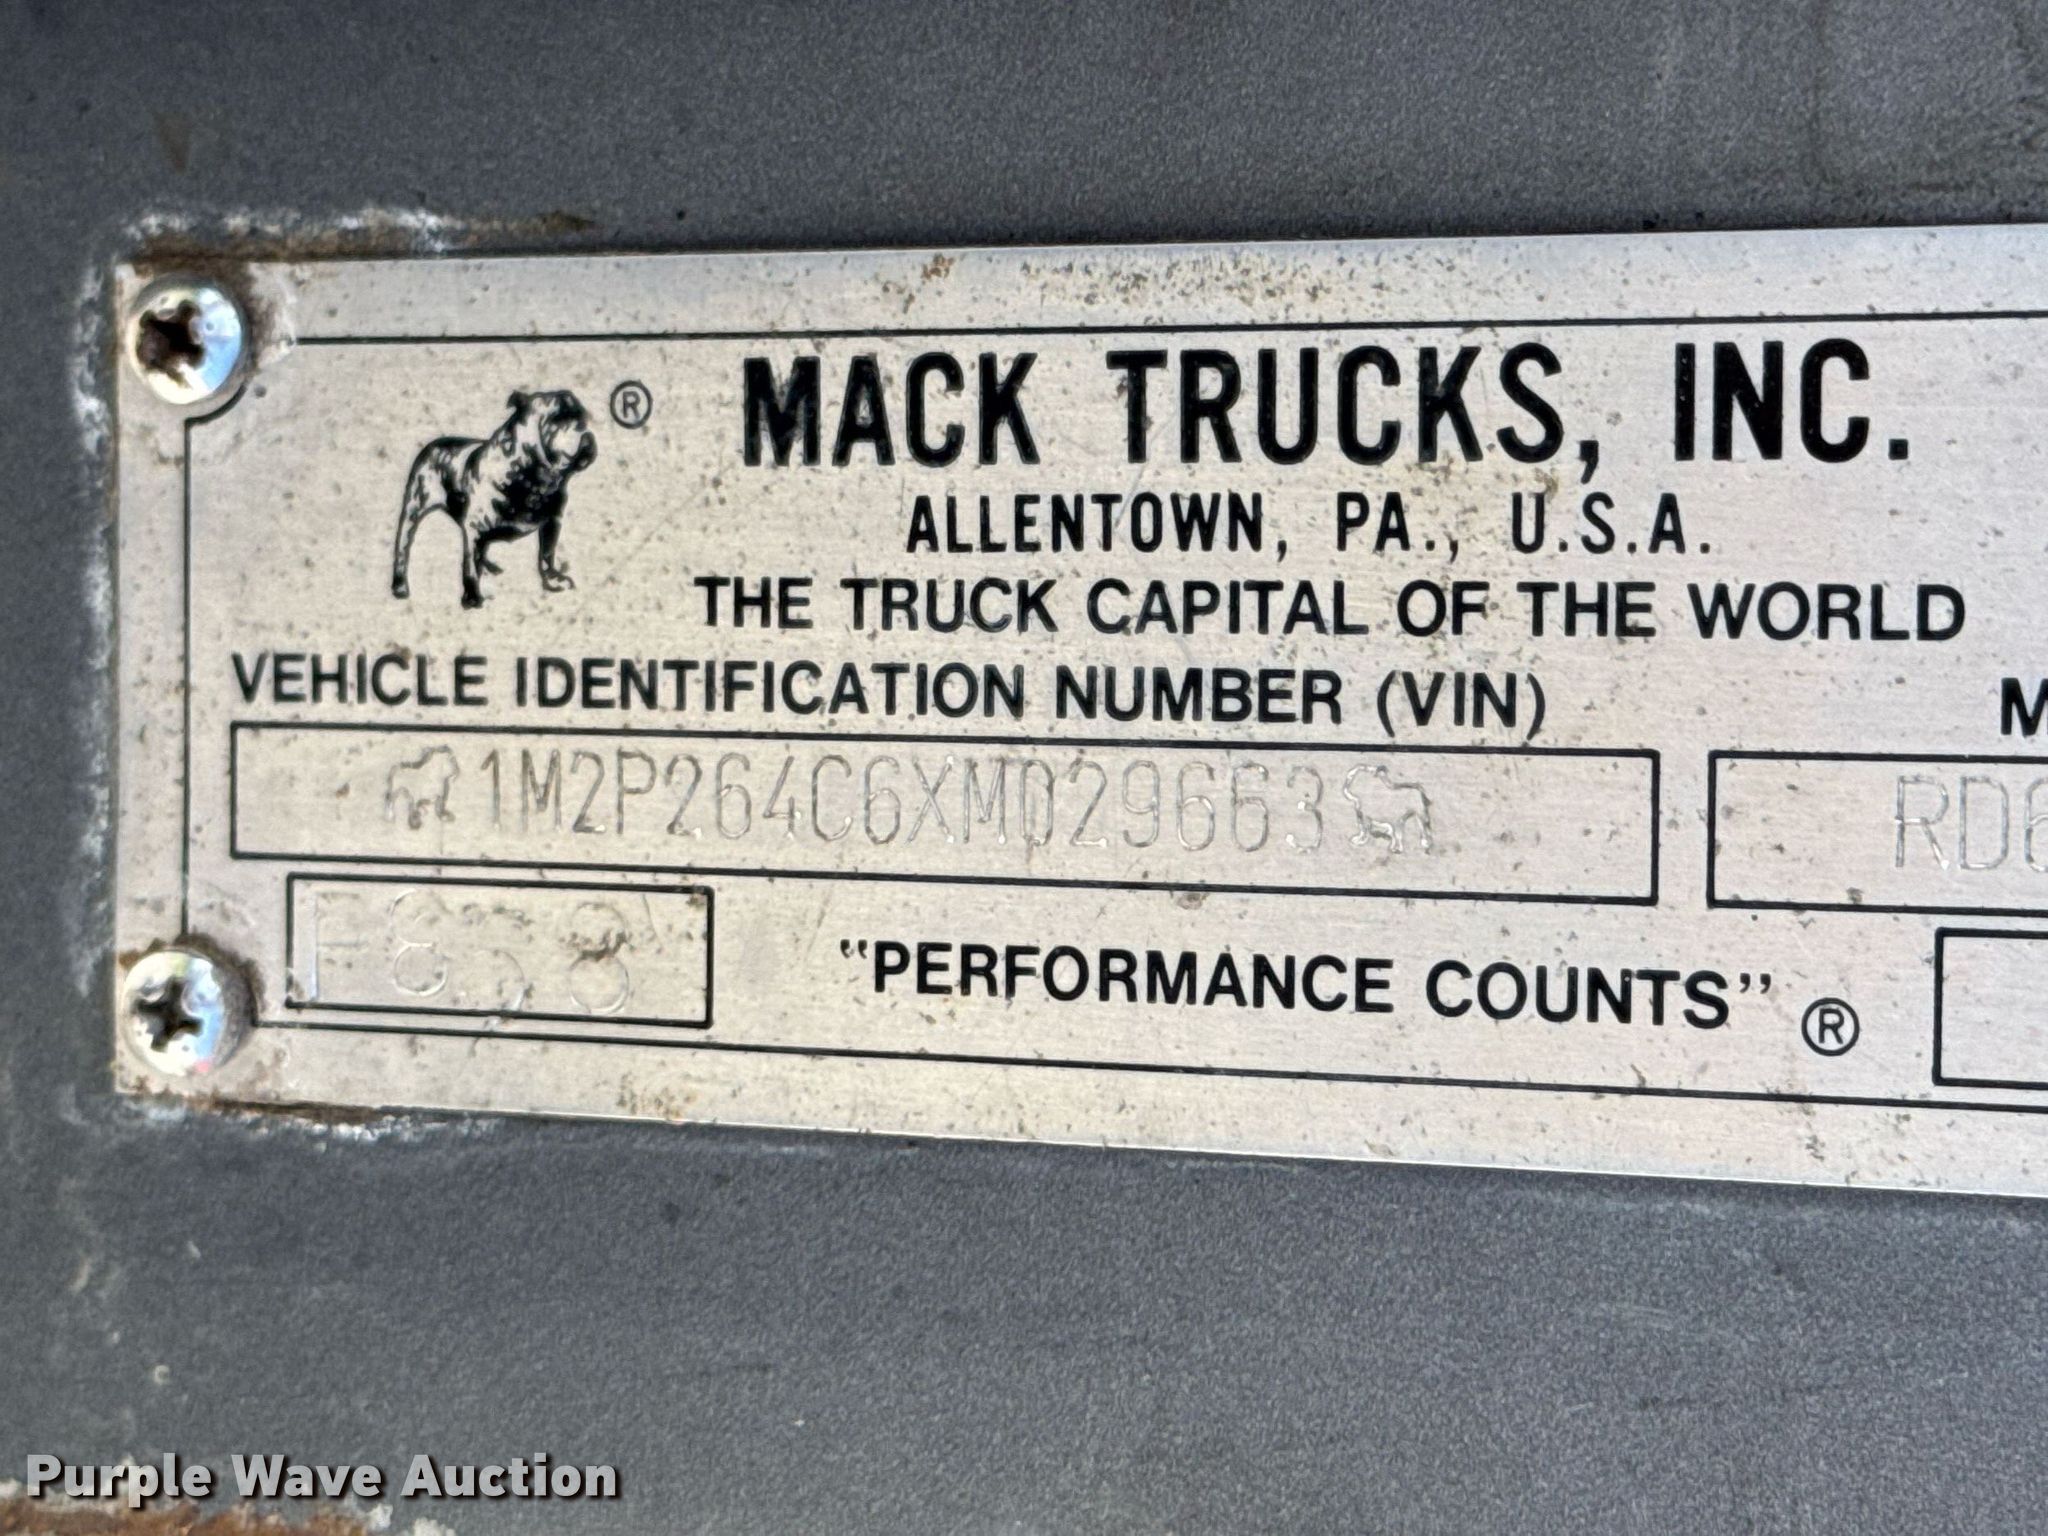 ® MACK TRUCKS, INC.
ALLENTOWN, PA., U.S.A.
THE TRUCK CAPITAL OF THE WORLD
VEHICLE IDENTIFICATION NUMBER (VIN) M
1M2P264C6XM029663 RD6
"PERFORMANCE COUNTS" ®
Purple Wave Auction